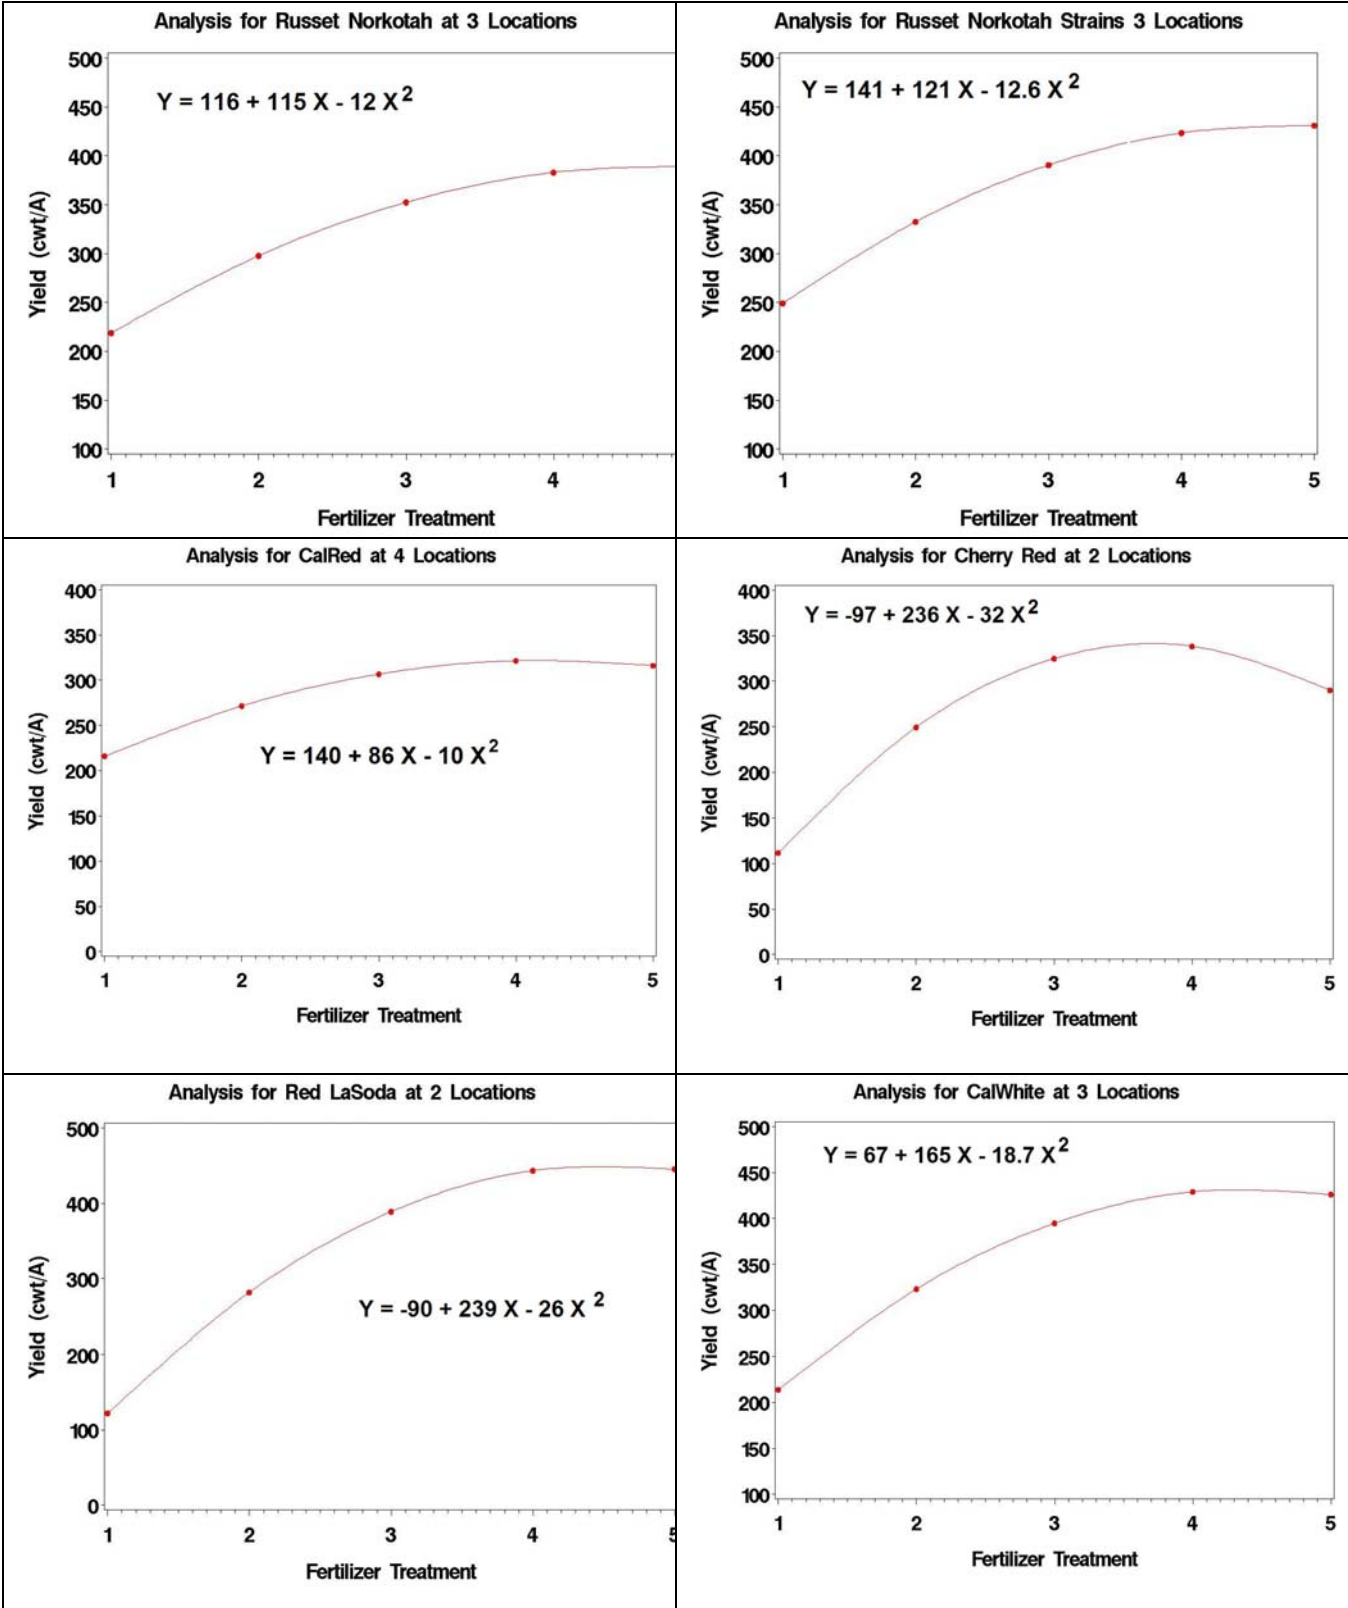 Analysis for Russet Norkotah at 3 Locations
Y = 116 + 115 X - 12 X²
500
450
400
350
300
250
200
150
100
Yield (cwt/A)
1 2 3 4
Fertilizer Treatment
Analysis for Russet Norkotah Strains 3 Locations
Y = 141 + 121 X - 12.6 X²
500
450
400
350
300
250
200
150
100
Yield (cwt/A)
1 2 3 4 5
Fertilizer Treatment
Analysis for CalRed at 4 Locations
400
350
300
250
200
150
100
50
0
Yield (cwt/A)
Y = 140 + 86 X - 10 X²
1 2 3 4 5
Fertilizer Treatment
Analysis for Cherry Red at 2 Locations
Y = -97 + 236 X - 32 X²
400
350
300
250
200
150
100
50
0
Yield (cwt/A)
1 2 3 4 5
Fertilizer Treatment
Analysis for Red LaSoda at 2 Locations
500
400
300
200
100
0
Yield (cwt/A)
Y = -90 + 239 X - 26 X²
1 2 3 4 5
Fertilizer Treatment
Analysis for CalWhite at 3 Locations
Y = 67 + 165 X - 18.7 X²
500
450
400
350
300
250
200
150
100
Yield (cwt/A)
1 2 3 4 5
Fertilizer Treatment